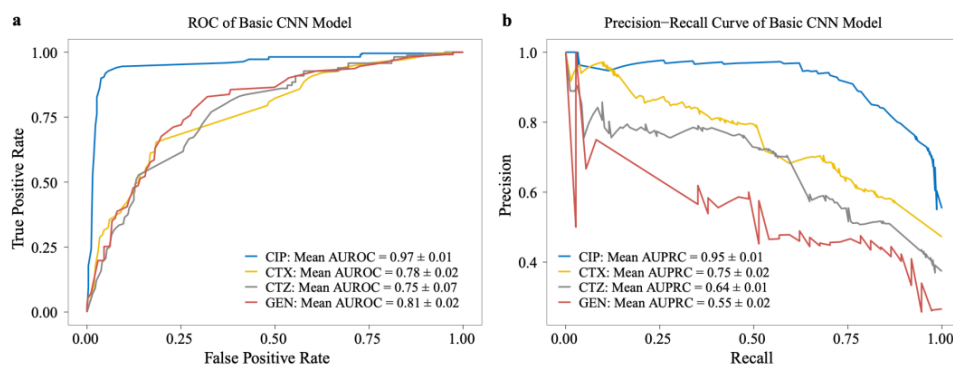 a
ROC of Basic CNN Model
1.00
0.75
0.50
0.25
0.00
True Positive Rate
CIP: Mean AUROC = 0.97 ± 0.01
CTX: Mean AUROC = 0.78 ± 0.02
CTZ: Mean AUROC = 0.75 ± 0.07
GEN: Mean AUROC = 0.81 ± 0.02
0.00 0.25 0.50 0.75 1.00
False Positive Rate
b
Precision−Recall Curve of Basic CNN Model
1.0
0.8
0.6
0.4
Precision
CIP: Mean AUPRC = 0.95 ± 0.01
CTX: Mean AUPRC = 0.75 ± 0.02
CTZ: Mean AUPRC = 0.64 ± 0.01
GEN: Mean AUPRC = 0.55 ± 0.02
0.00 0.25 0.50 0.75 1.00
Recall